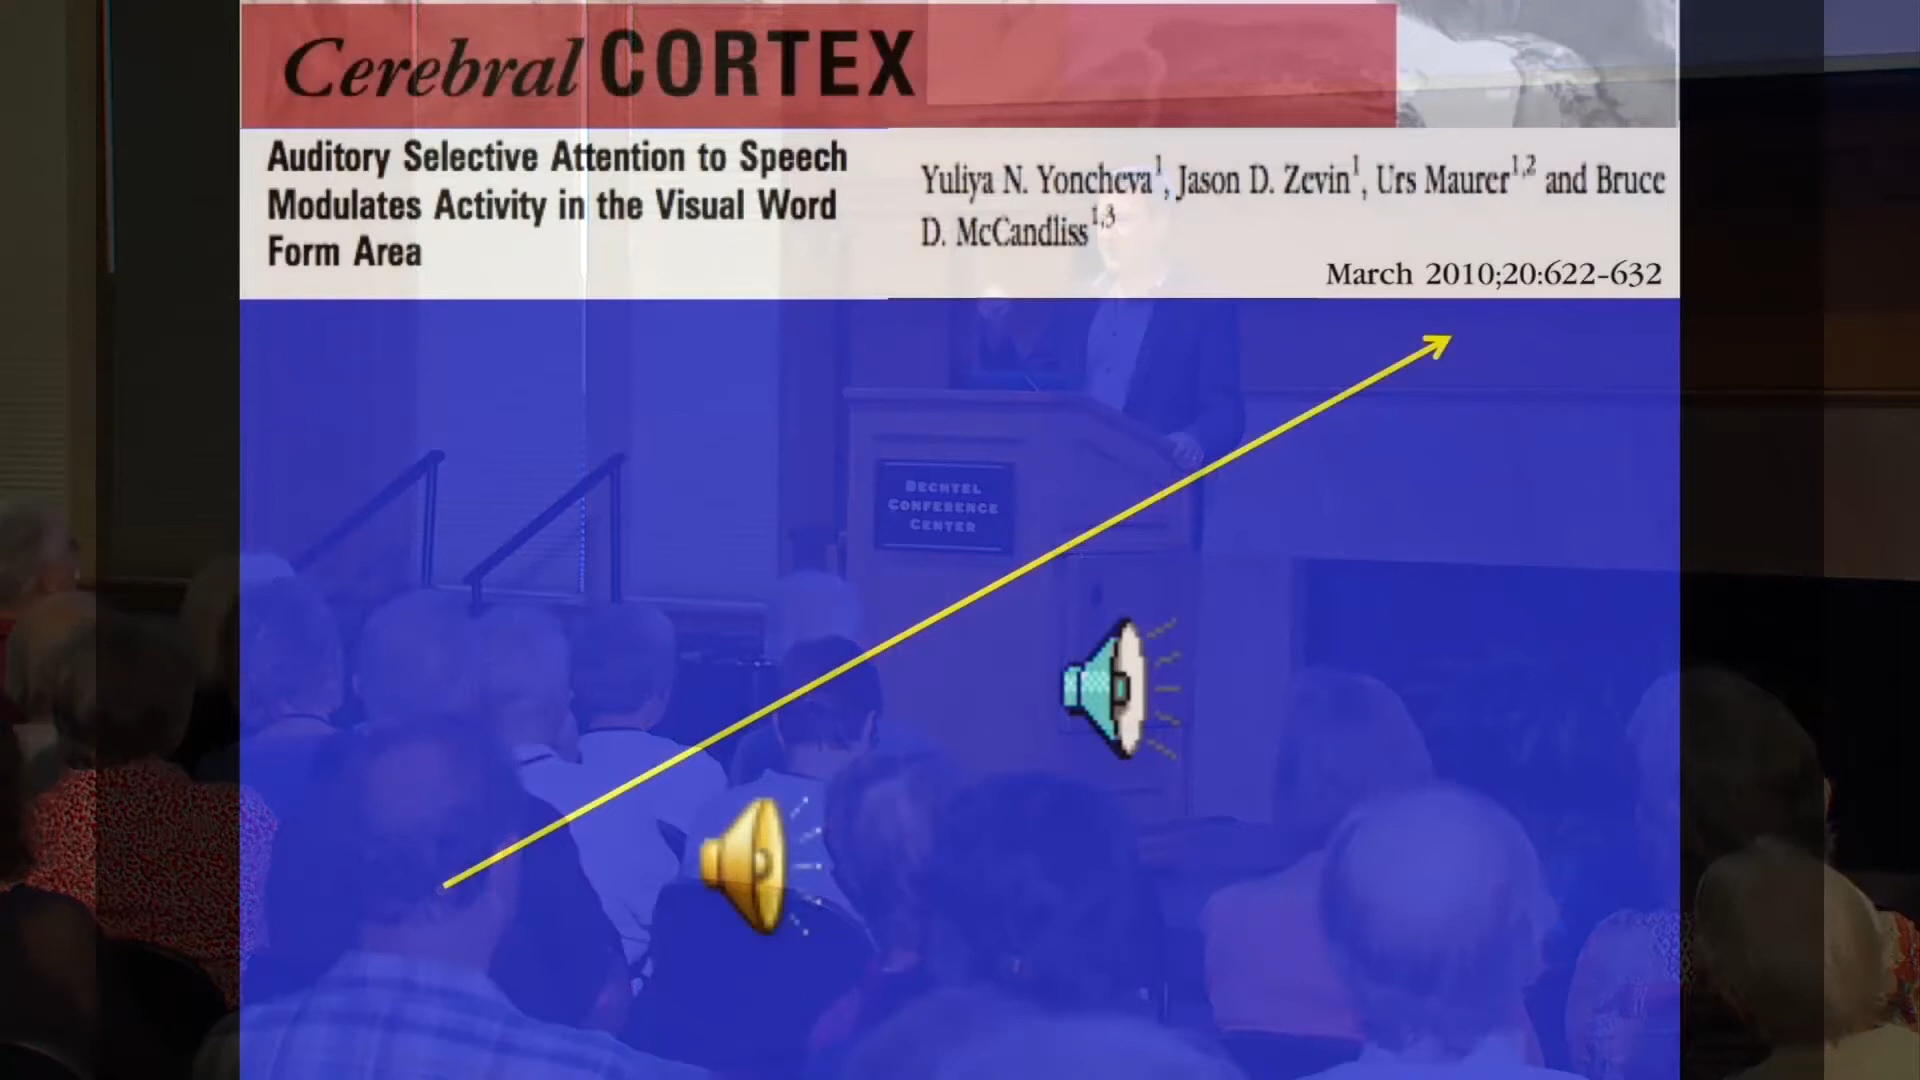 Cerebral CORTEX
Auditory Selective Attention to Speech
Modulates Activity in the Visual Word
Form Area
Yuliya N. Yoncheva1, Jason D. Zevin1, Urs Maurer1,2 and Bruce
D. McCandliss1,3
March 2010;20:622-632
BECHTEL
CONFERENCE
CENTER